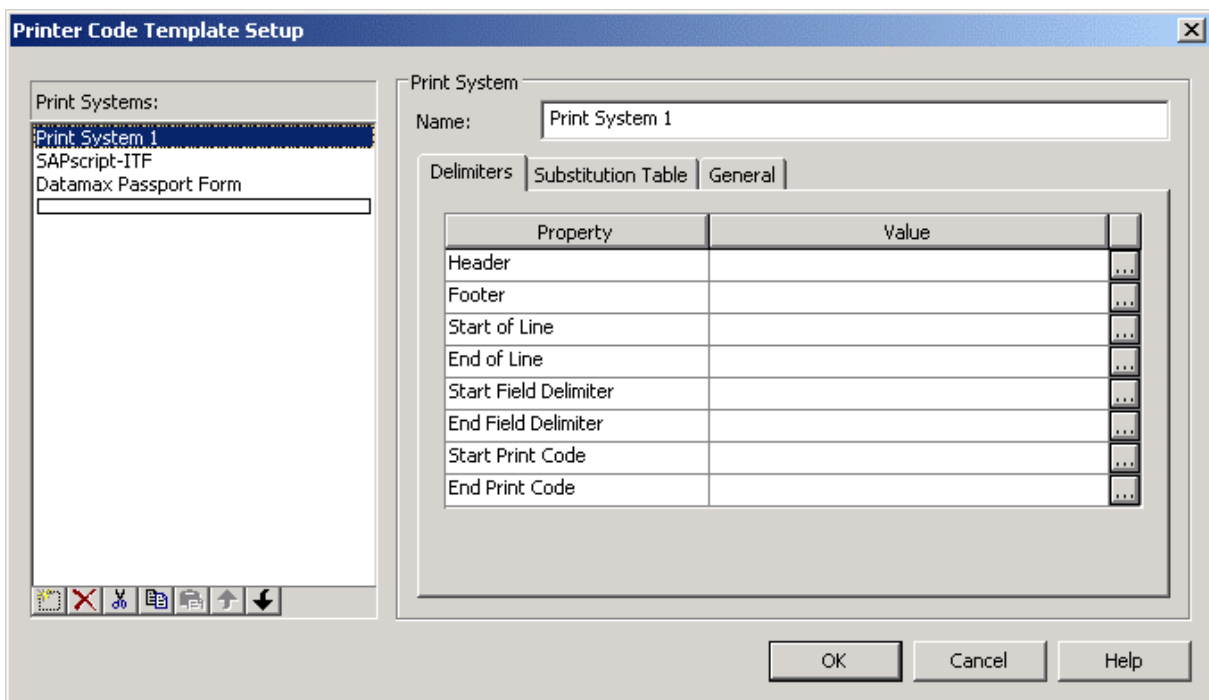 Printer Code Template Setup
Print Systems:
Print System 1
SAPscript-ITF
Datamax Passport Form
Print System
Name: Print System 1
Delimiters Substitution Table General
Property Value
Header ...
Footer ...
Start of Line ...
End of Line ...
Start Field Delimiter ...
End Field Delimiter ...
Start Print Code ...
End Print Code ...
OK Cancel Help